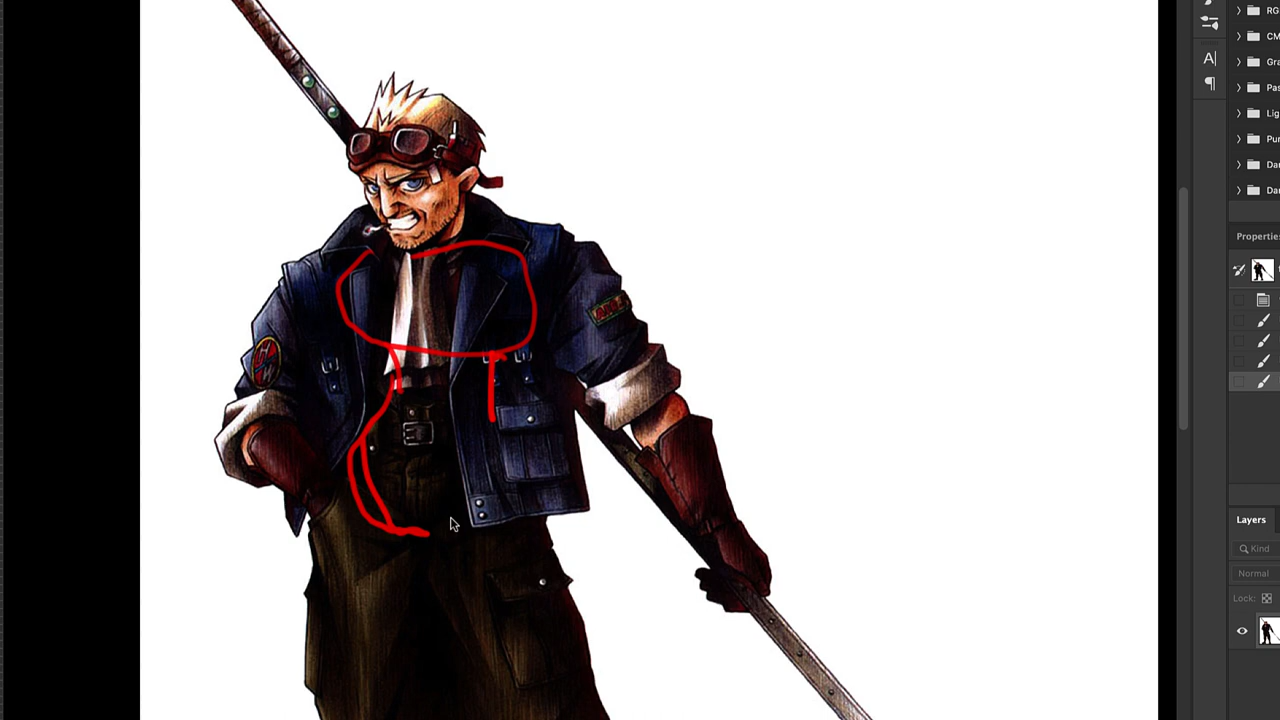 A|
¶
RG
CM
Gra
Pas
Lig
Pur
Dar
Dar
Properties
Layers
Kind
Normal
Lock: